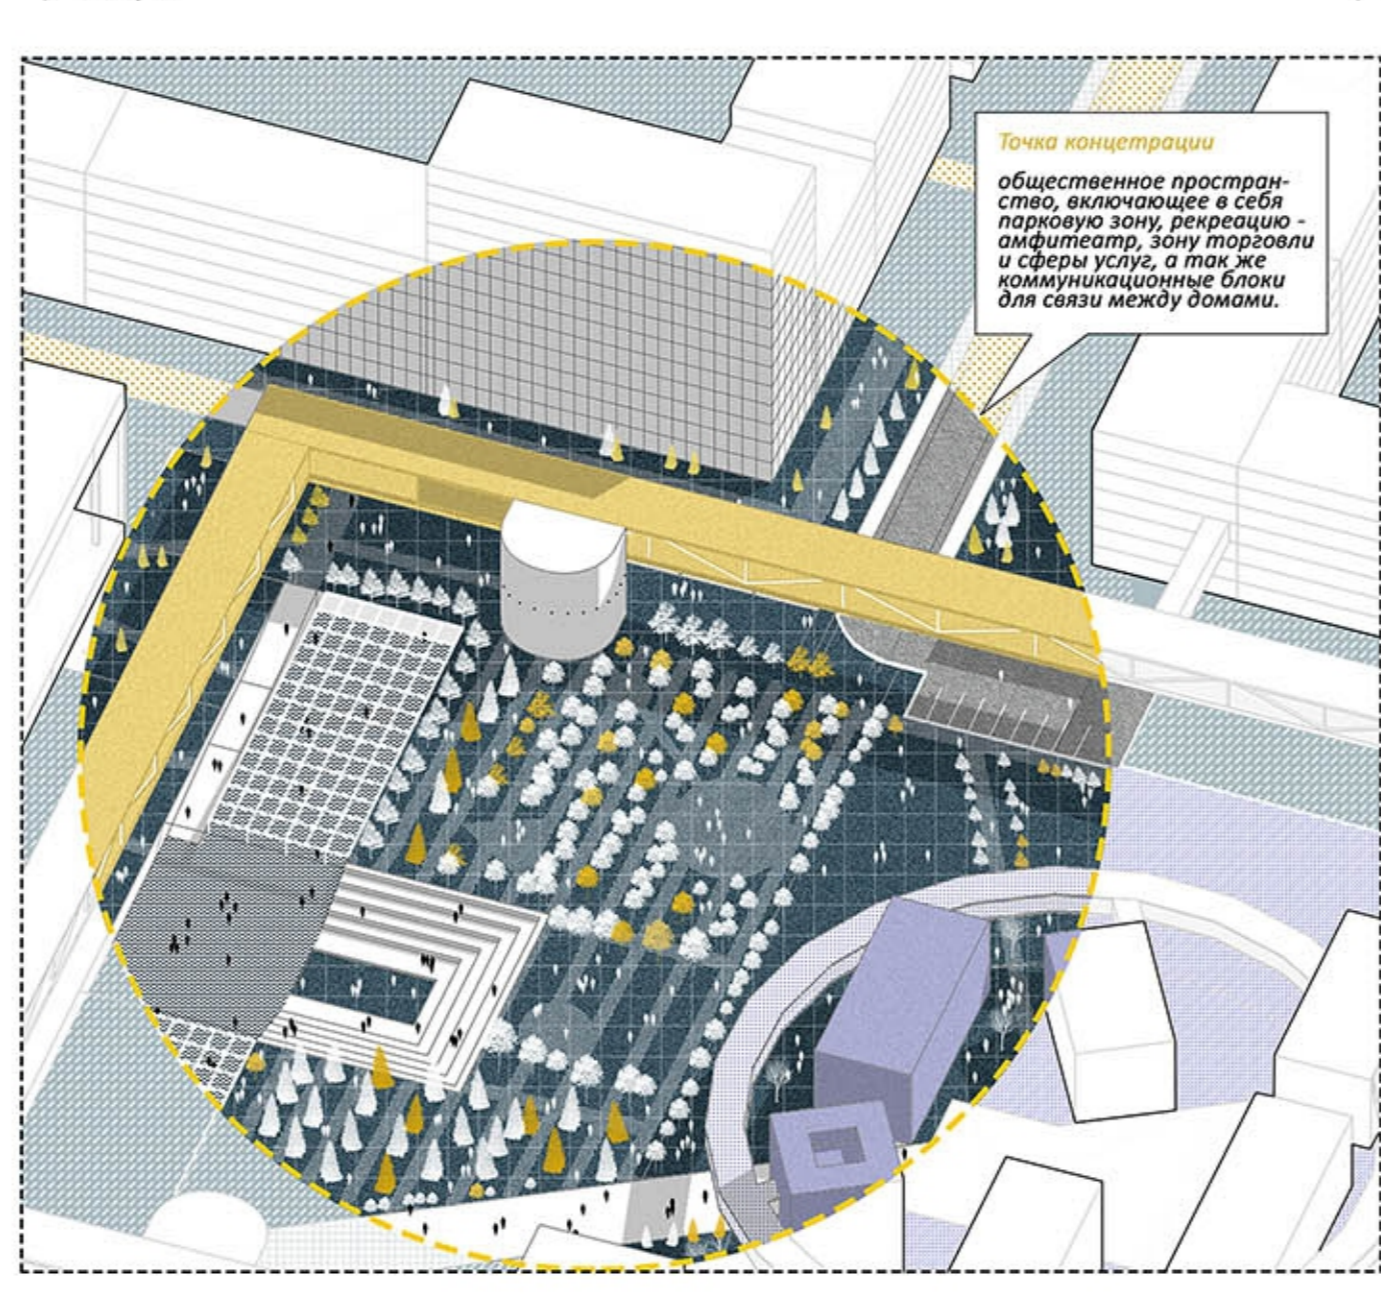 Точка концетрации
общественное простран-
ство, включающее в себя
парковую зону, рекреацию -
амфитеатр, зону торговли
и сферы услуг, а так же
коммуникационные блоки
для связи между домами.